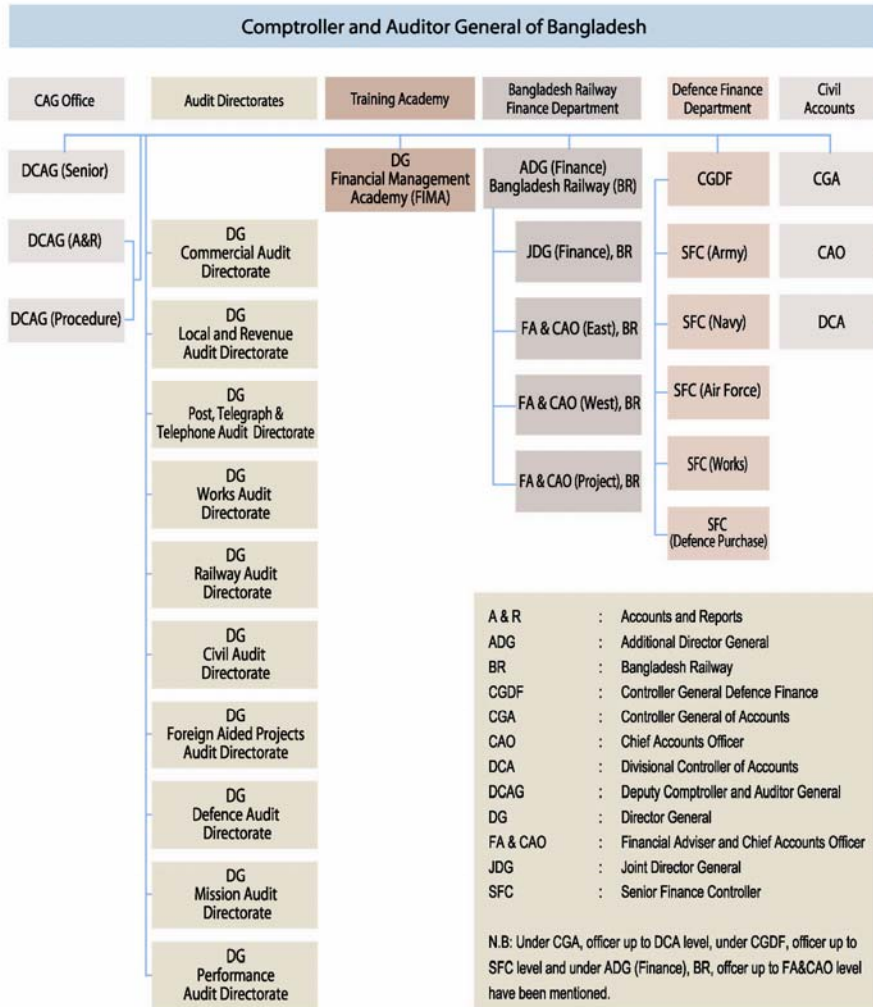 Comptroller and Auditor General of Bangladesh
CAG Office
Audit Directorates
Training Academy
Bangladesh Railway
Finance Department
Defence Finance
Department
Civil
Accounts
DCAG (Senior)
DCAG (A&R)
DCAG (Procedure)
DG
Commercial Audit
Directorate
DG
Local and Revenue
Audit Directorate
DG
Post, Telegraph &
Telephone Audit Directorate
DG
Works Audit
Directorate
DG
Railway Audit
Directorate
DG
Civil Audit
Directorate
DG
Foreign Aided Projects
Audit Directorate
DG
Defence Audit
Directorate
DG
Mission Audit
Directorate
DG
Performance
Audit Directorate
DG
Financial Management
Academy (FIMA)
ADG (Finance)
Bangladesh Railway (BR)
JDG (Finance), BR
FA & CAO (East), BR
FA & CAO (West), BR
FA & CAO (Project), BR
CGDF
SFC (Army)
SFC (Navy)
SFC (Air Force)
SFC (Works)
SFC
(Defence Purchase)
CGA
CAO
DCA
A & R : Accounts and Reports
ADG : Additional Director General
BR : Bangladesh Railway
CGDF : Controller General Defence Finance
CGA : Controller General of Accounts
CAO : Chief Accounts Officer
DCA : Divisional Controller of Accounts
DCAG : Deputy Comptroller and Auditor General
DG : Director General
FA & CAO : Financial Adviser and Chief Accounts Officer
JDG : Joint Director General
SFC : Senior Finance Controller
N.B: Under CGA, officer up to DCA level, under CGDF, officer up to
SFC level and under ADG (Finance), BR, offcer up to FA&CAO level
have been mentioned.